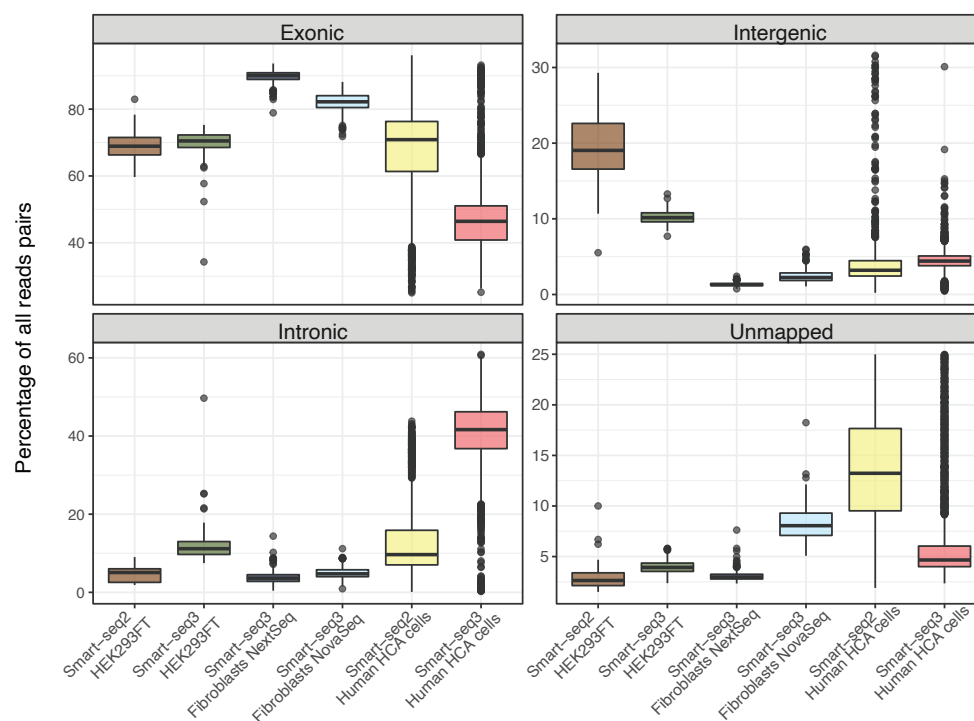 Exonic
Intergenic
80
60
40
30
20
10
0
Intronic
Unmapped
60
40
20
0
25
20
15
10
5
Percentage of all reads pairs
Smart-seq2
HEK293FT
Smart-seq3
HEK293FT
Smart-seq3
Fibroblasts NextSeq
Smart-seq3
Fibroblasts NovaSeq
Smart-seq2
Human HCA cells
Smart-seq3
Human HCA cells
Smart-seq2
HEK293FT
Smart-seq3
HEK293FT
Smart-seq3
Fibroblasts NextSeq
Smart-seq3
Fibroblasts NovaSeq
Smart-seq2
Human HCA cells
Smart-seq3
Human HCA cells